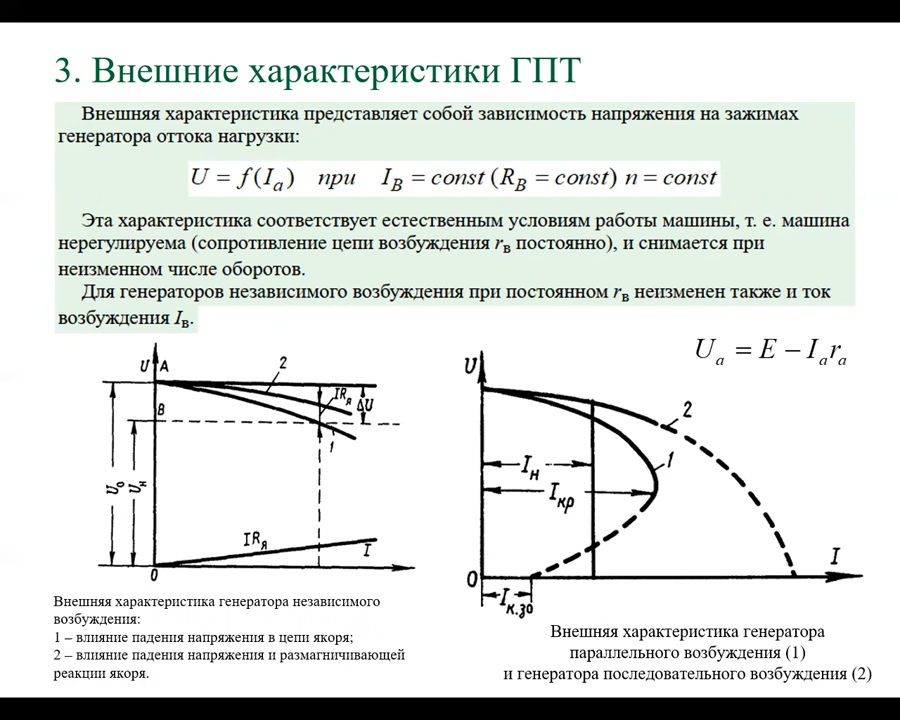 3. Внешние характеристики ГПТ
Внешняя характеристика представляет собой зависимость напряжения на зажимах
генератора оттока нагрузки:
U = f(Iа) при IВ = const (RВ = const) n = const
Эта характеристика соответствует естественным условиям работы машины, т. е. машина
нерегулируема (сопротивление цепи возбуждения rв постоянно), и снимается при
неизменном числе оборотов.
Для генераторов независимого возбуждения при постоянном rв неизменен также и ток
возбуждения Iв.
Ua = E − Iara
U A
2
IRя
ΔU
B
1
U₀
Uн
IRя
I
0
U
2
1
Iн
Iкр
I
0
Iк.зо
Внешняя характеристика генератора независимого
возбуждения:
1 – влияние падения напряжения в цепи якоря;
2 – влияние падения напряжения и размагничивающей
реакции якоря.
Внешняя характеристика генератора
параллельного возбуждения (1)
и генератора последовательного возбуждения (2)